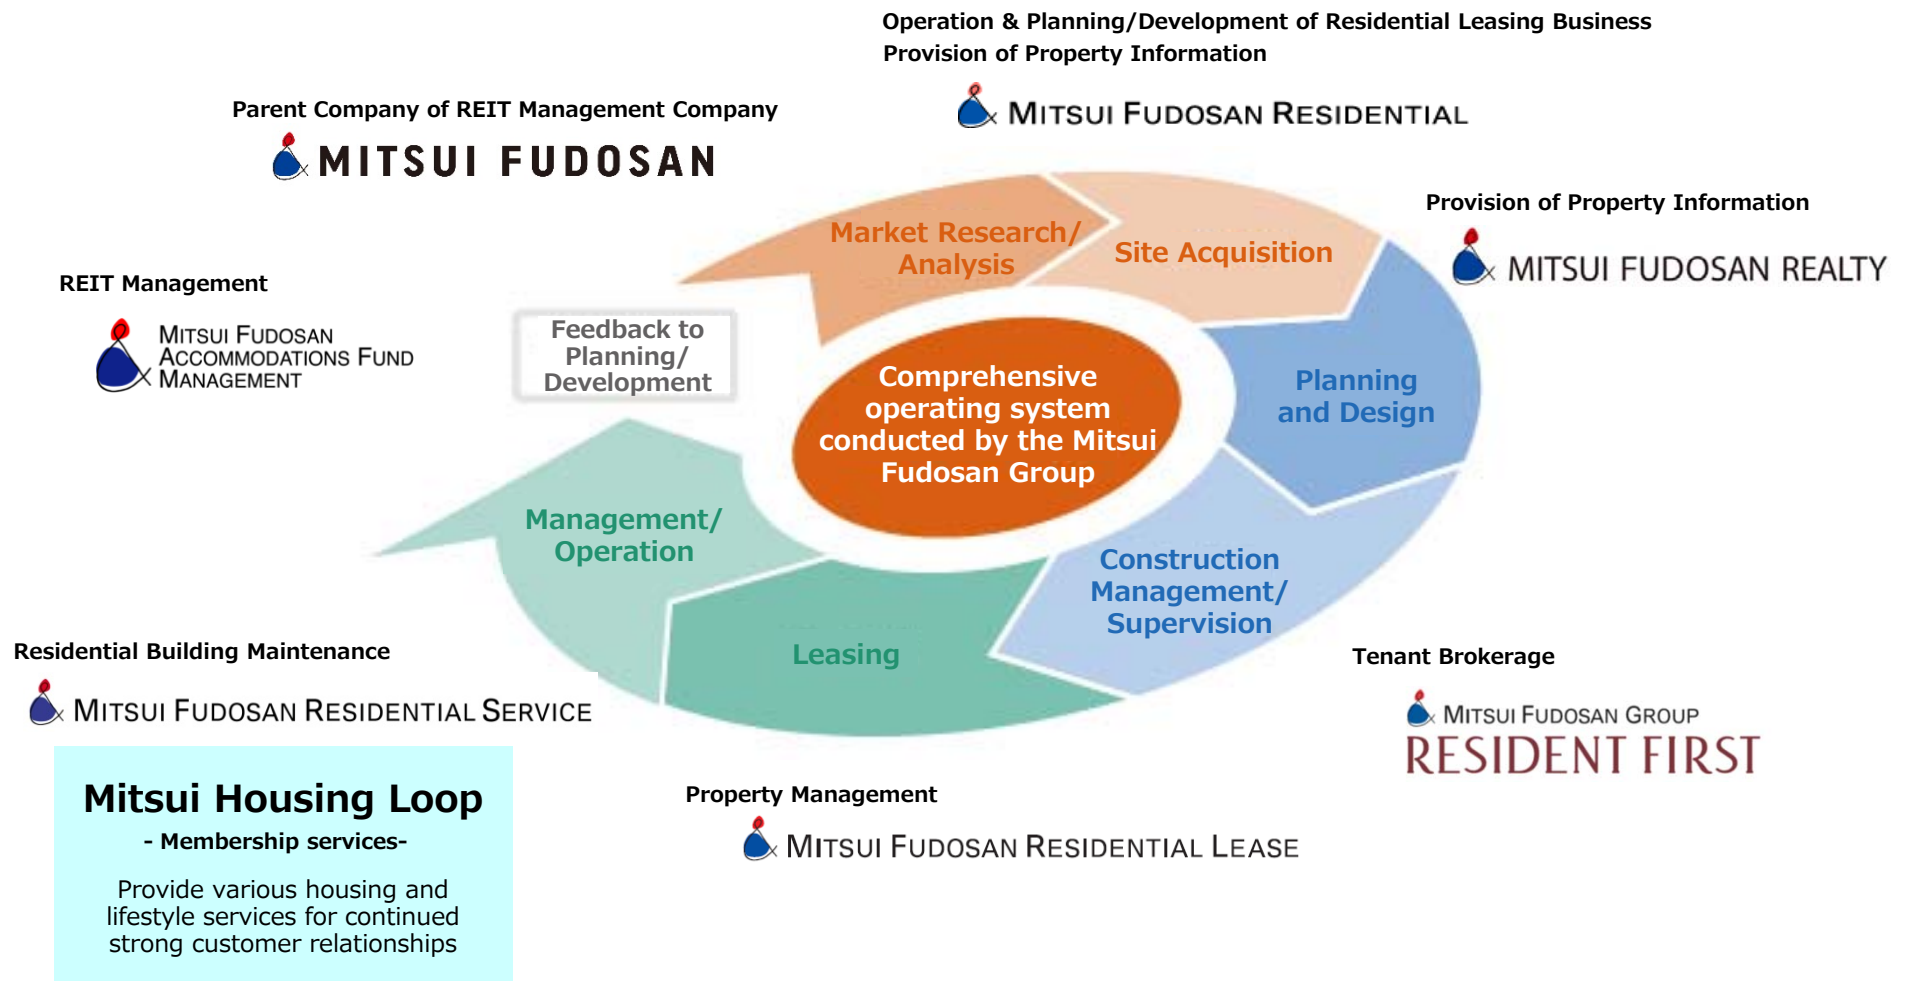 Operation & Planning/Development of Residential Leasing Business
Provision of Property Information
MITSUI FUDOSAN RESIDENTIAL
Parent Company of REIT Management Company
MITSUI FUDOSAN
Provision of Property Information
MITSUI FUDOSAN REALTY
REIT Management
MITSUI FUDOSAN
ACCOMMODATIONS FUND
MANAGEMENT
Market Research/
Analysis
Site Acquisition
Feedback to
Planning/
Development
Comprehensive
operating system
conducted by the Mitsui
Fudosan Group
Planning
and Design
Management/
Operation
Construction
Management/
Supervision
Leasing
Residential Building Maintenance
MITSUI FUDOSAN RESIDENTIAL SERVICE
Tenant Brokerage
MITSUI FUDOSAN GROUP
RESIDENT FIRST
Mitsui Housing Loop
- Membership services-
Provide various housing and
lifestyle services for continued
strong customer relationships
Property Management
MITSUI FUDOSAN RESIDENTIAL LEASE